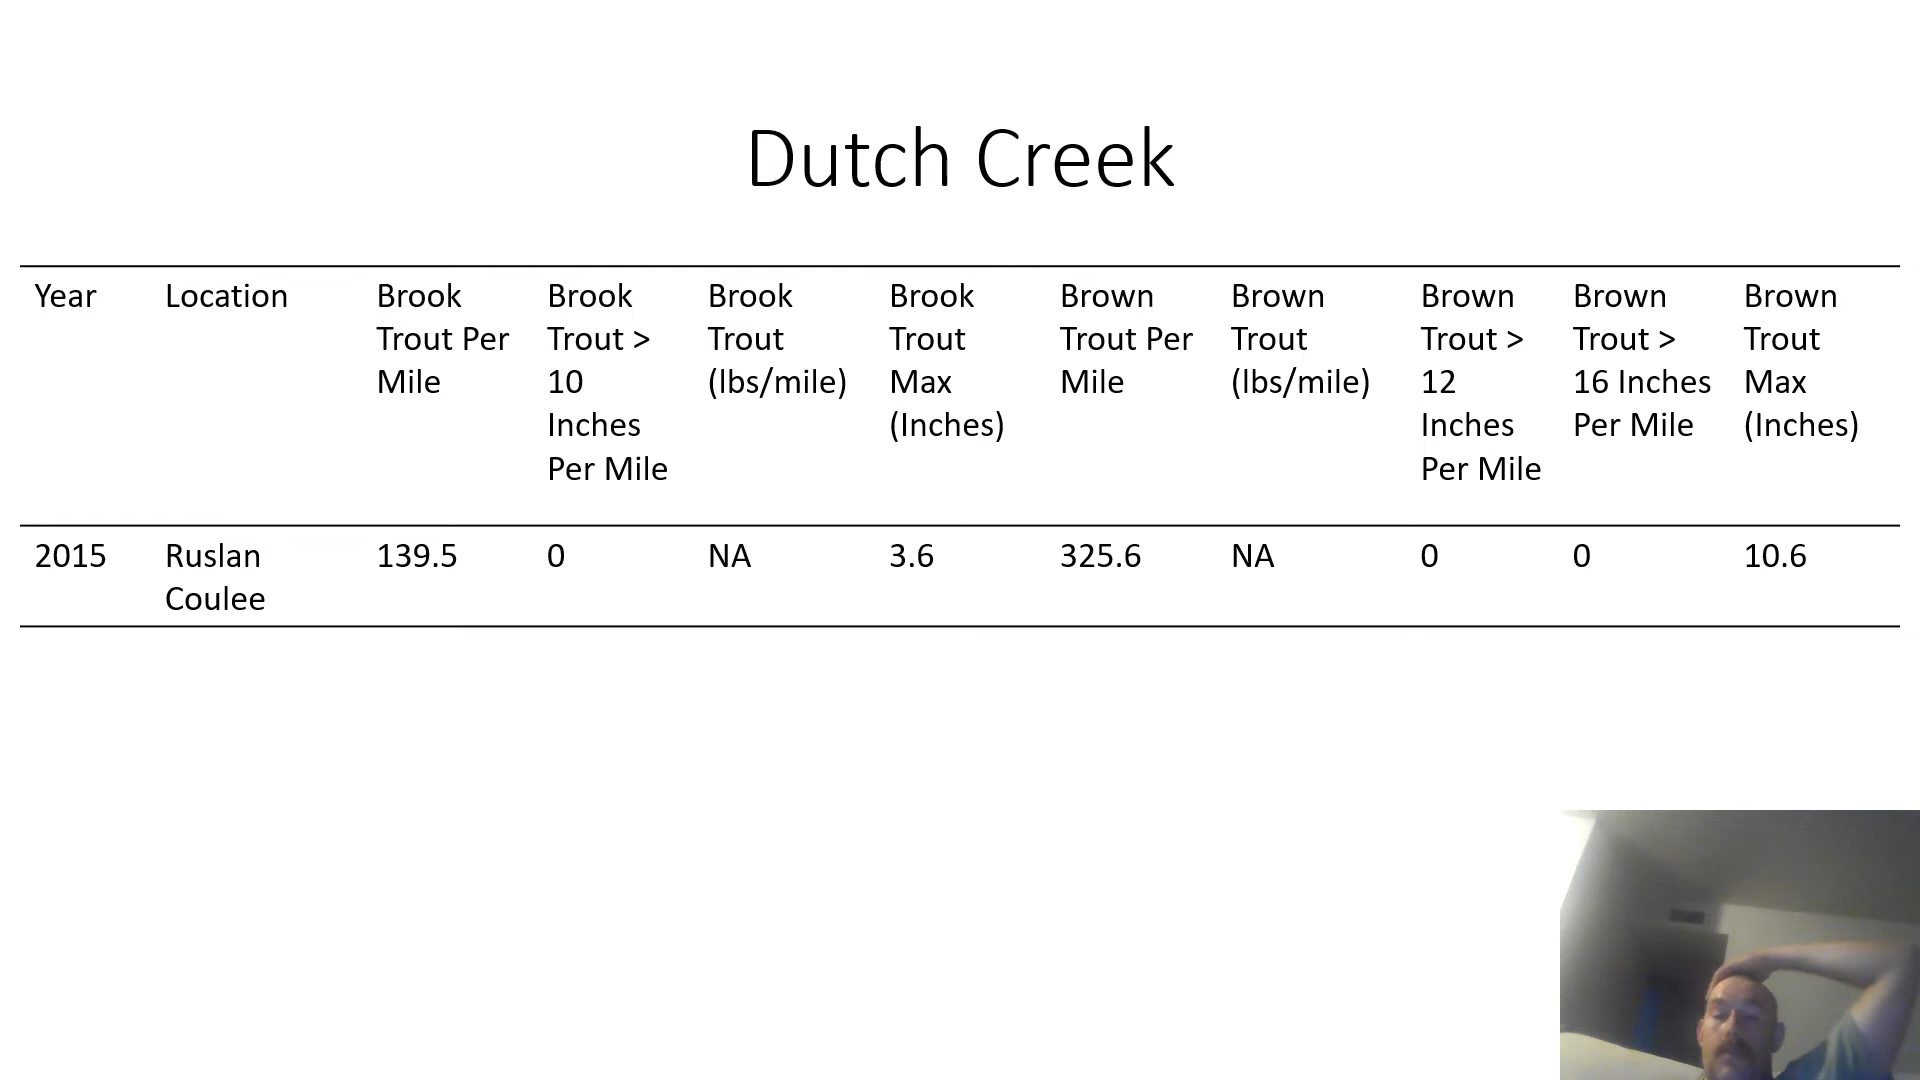 Dutch Creek
Year
Location
Brook
Trout Per
Mile
Brook
Trout >
10
Inches
Per Mile
Brook
Trout
(lbs/mile)
Brook
Trout
Max
(Inches)
Brown
Trout Per
Mile
Brown
Trout
(lbs/mile)
Brown
Trout >
12
Inches
Per Mile
Brown
Trout >
16 Inches
Per Mile
Brown
Trout
Max
(Inches)
2015
Ruslan
Coulee
139.5
0
NA
3.6
325.6
NA
0
0
10.6